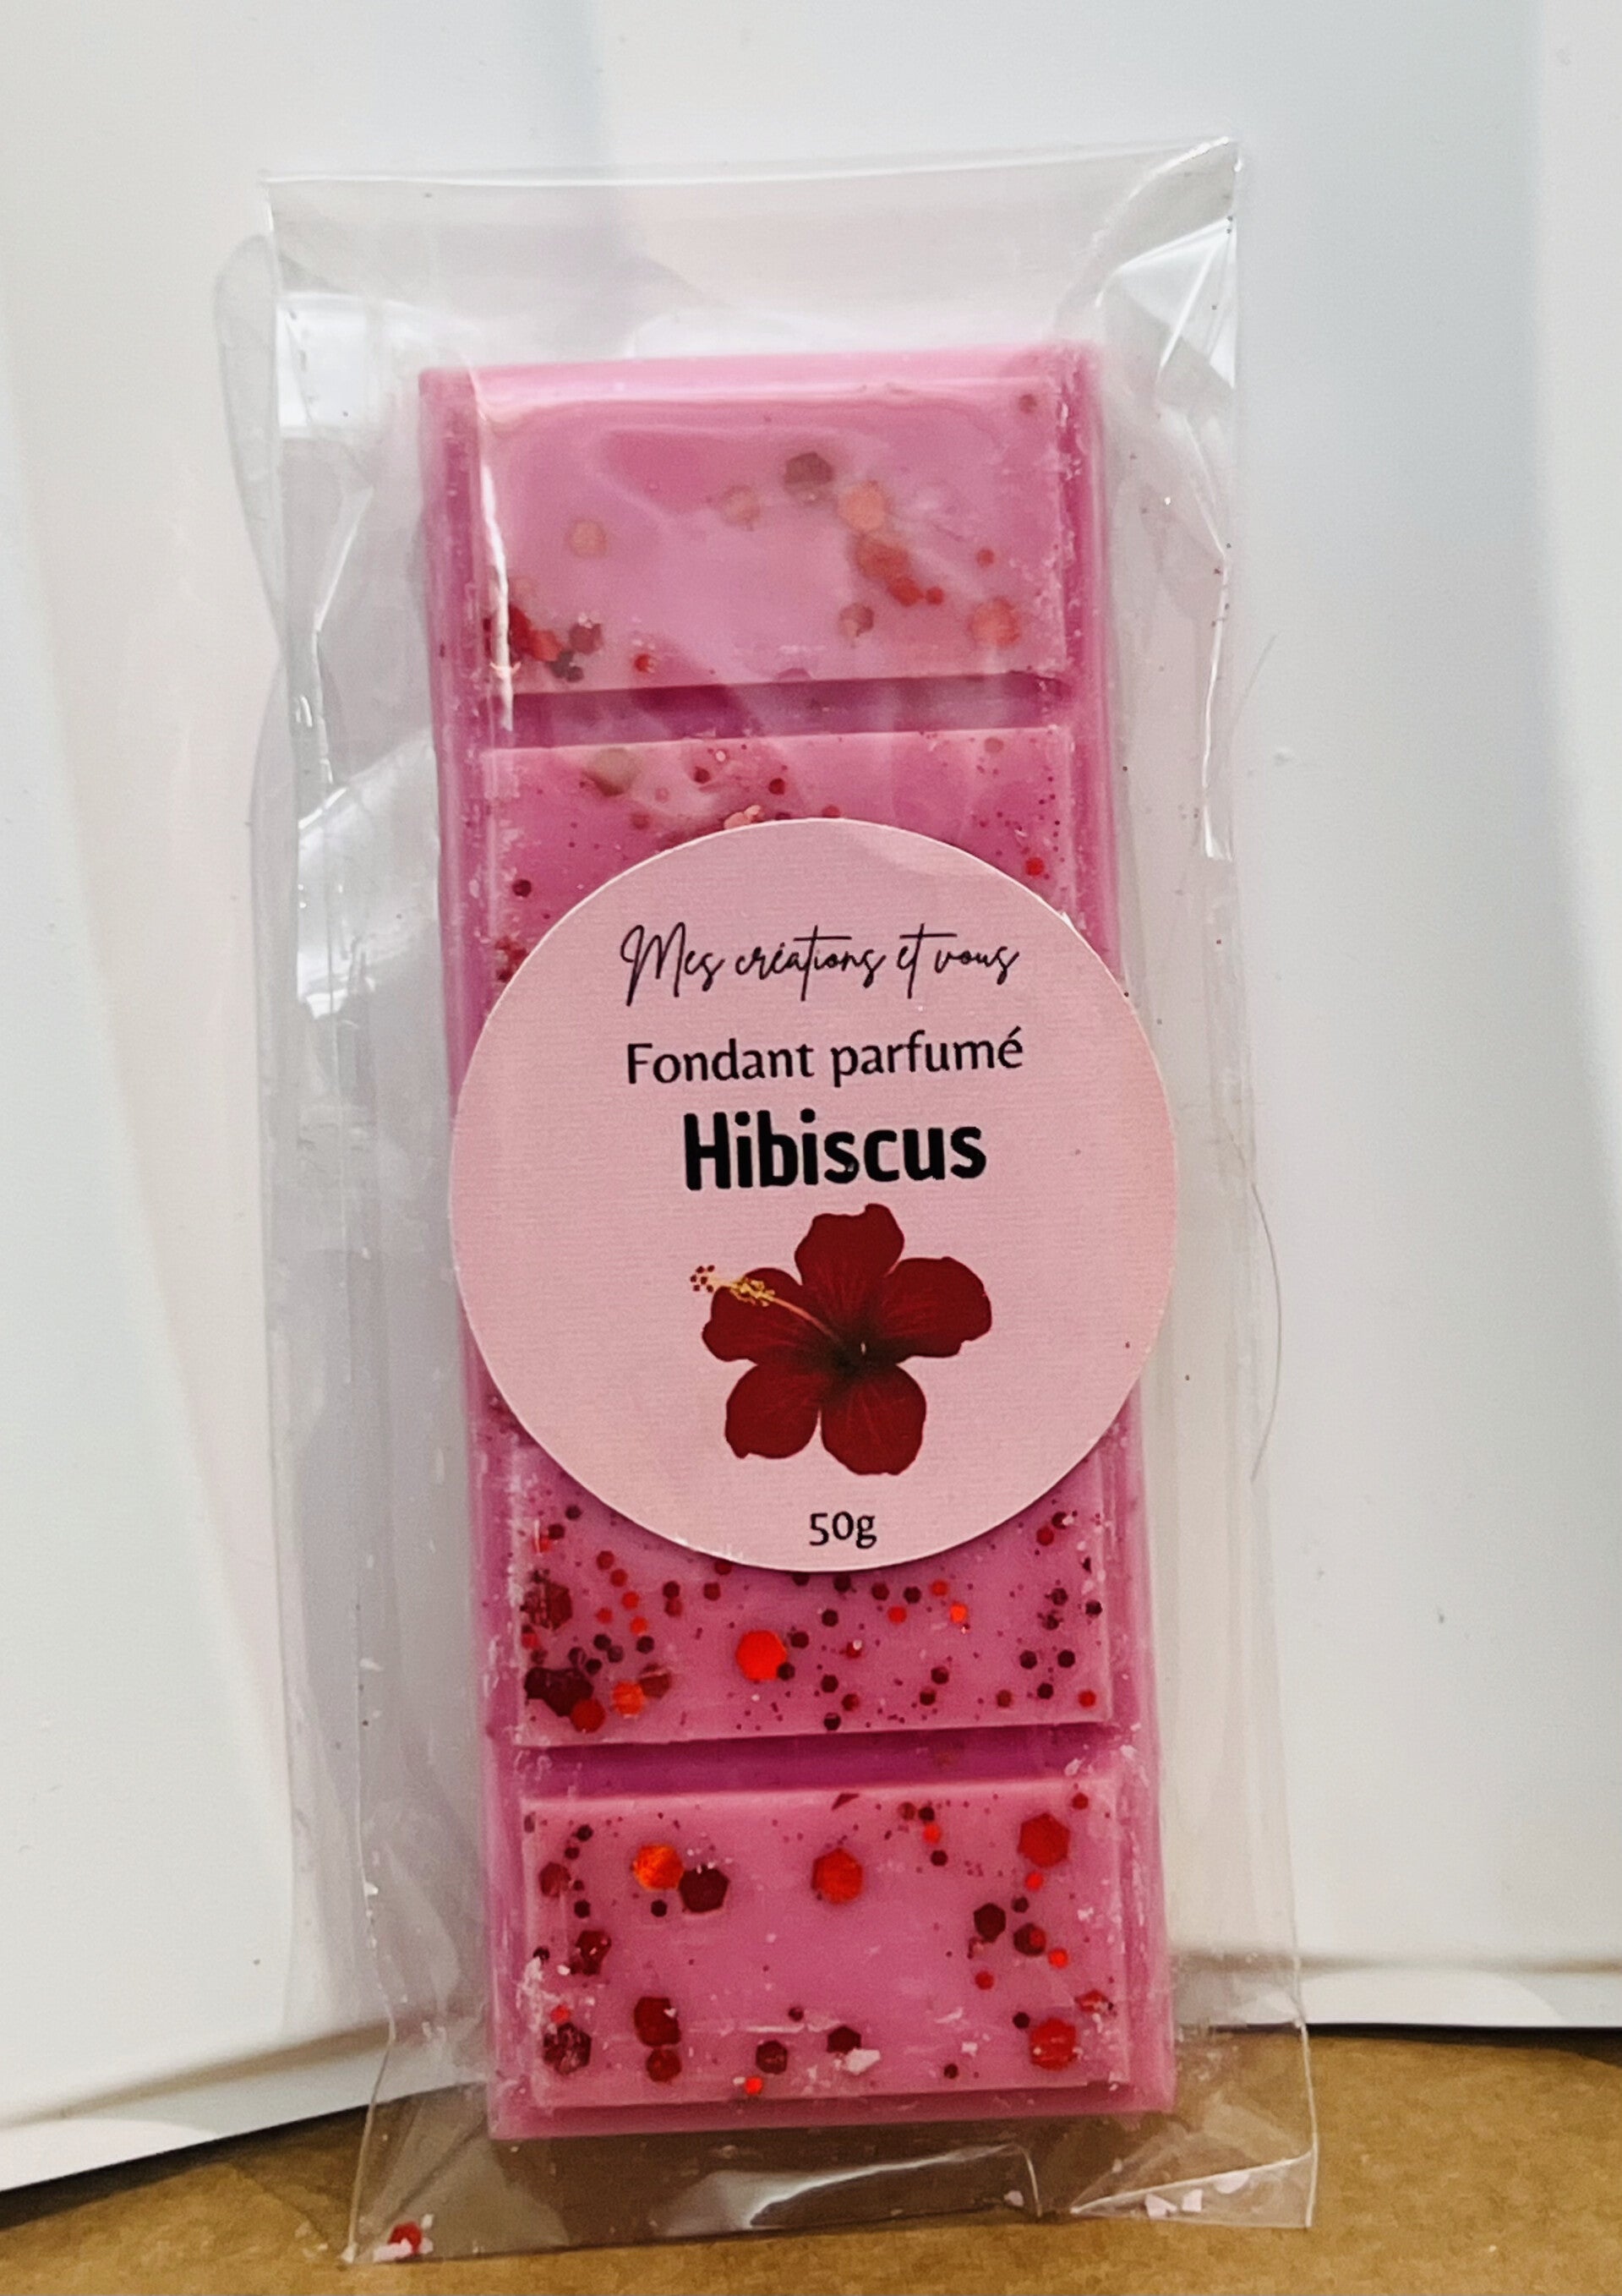 Mes créations et vous
Fondant parfumé
Hibiscus
50g